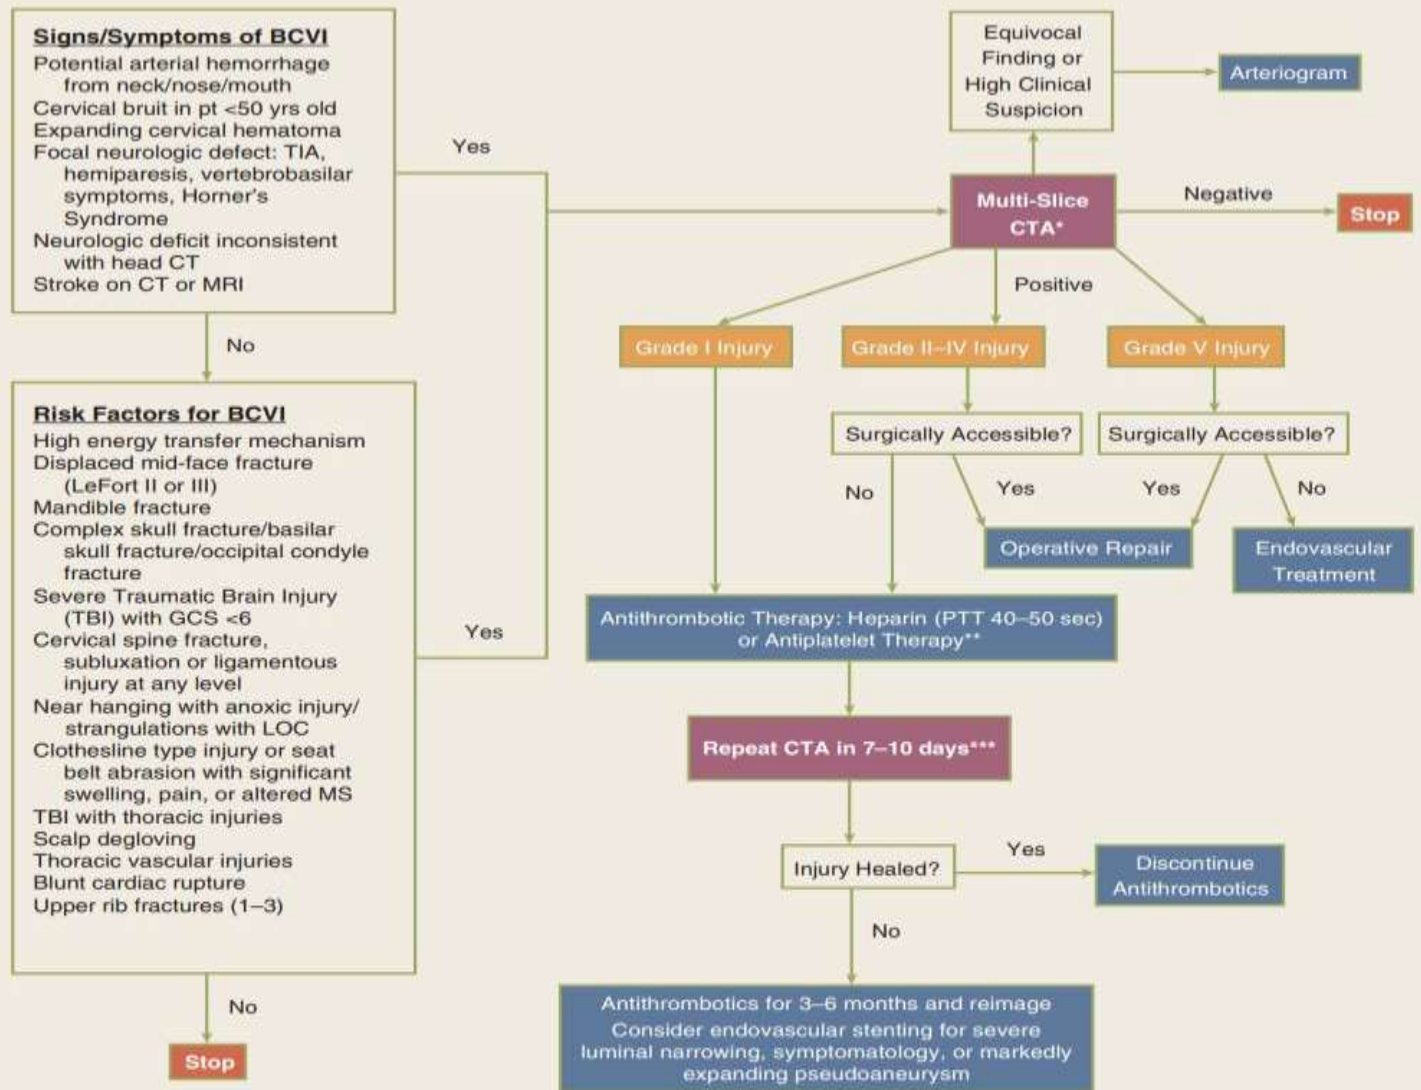 Signs/Symptoms of BCVI
Potential arterial hemorrhage
from neck/nose/mouth
Cervical bruit in pt <50 yrs old
Expanding cervical hematoma
Focal neurologic defect: TIA,
hemiparesis, vertebrobasilar
symptoms, Horner's
Syndrome
Neurologic deficit inconsistent
with head CT
Stroke on CT or MRI
Yes
No
Risk Factors for BCVI
High energy transfer mechanism
Displaced mid-face fracture
(LeFort II or III)
Mandible fracture
Complex skull fracture/basilar
skull fracture/occipital condyle
fracture
Severe Traumatic Brain Injury
(TBI) with GCS <6
Cervical spine fracture,
subluxation or ligamentous
injury at any level
Near hanging with anoxic injury/
strangulations with LOC
Clothesline type injury or seat
belt abrasion with significant
swelling, pain, or altered MS
TBI with thoracic injuries
Scalp degloving
Thoracic vascular injuries
Blunt cardiac rupture
Upper rib fractures (1–3)
Yes
No
Stop
Equivocal
Finding or
High Clinical
Suspicion
Arteriogram
Multi-Slice
CTA*
Negative
Stop
Positive
Grade I Injury
Grade II–IV Injury
Grade V Injury
Surgically Accessible?
Surgically Accessible?
No
Yes
Yes
No
Operative Repair
Endovascular
Treatment
Antithrombotic Therapy: Heparin (PTT 40–50 sec)
or Antiplatelet Therapy**
Repeat CTA in 7–10 days***
Injury Healed?
Yes
Discontinue
Antithrombotics
No
Antithrombotics for 3–6 months and reimage
Consider endovascular stenting for severe
luminal narrowing, symptomatology, or markedly
expanding pseudoaneurysm